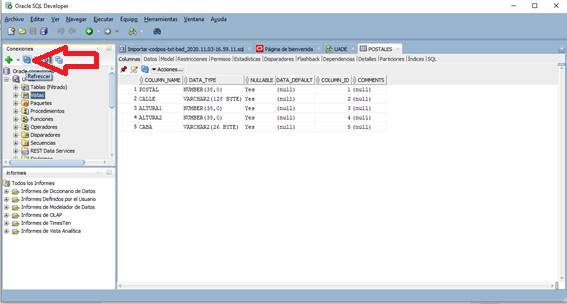 Oracle SQL Developer
Archivo Editar Ver Navegar Ejecutar Equipo Herramientas Ventana Ayuda
Conexiones
Refrescar
Tablas (Filtrado)
Vistas
Paquetes
Procedimientos
Funciones
Operadores
Disparadores
Secuencias
REST Data Services
Informes
Todos los Informes
Informes de Diccionario de Datos
Informes Definidos por el Usuario
Informes de Modelador de Datos
Informes de OLAP
Informes de TimesTen
Informes de Vista Analítica
Importar-codpos-txt-bad_2020.11.03-16.59.11.sql Página de bienvenida UADE POSTALES
Columnas Datos Model Restricciones Permisos Estadísticas Disparadores Flashback Dependencias Detalles Particiones Índices SQL
Acciones...
COLUMN_NAME DATA_TYPE NULLABLE DATA_DEFAULT COLUMN_ID COMMENTS
1 POSTAL NUMBER(38,0) Yes (null) 1 (null)
2 CALLE VARCHAR2(128 BYTE) Yes (null) 2 (null)
3 ALTURA1 NUMBER(38,0) Yes (null) 3 (null)
4 ALTURA2 NUMBER(38,0) Yes (null) 4 (null)
5 CABA VARCHAR2(26 BYTE) Yes (null) 5 (null)